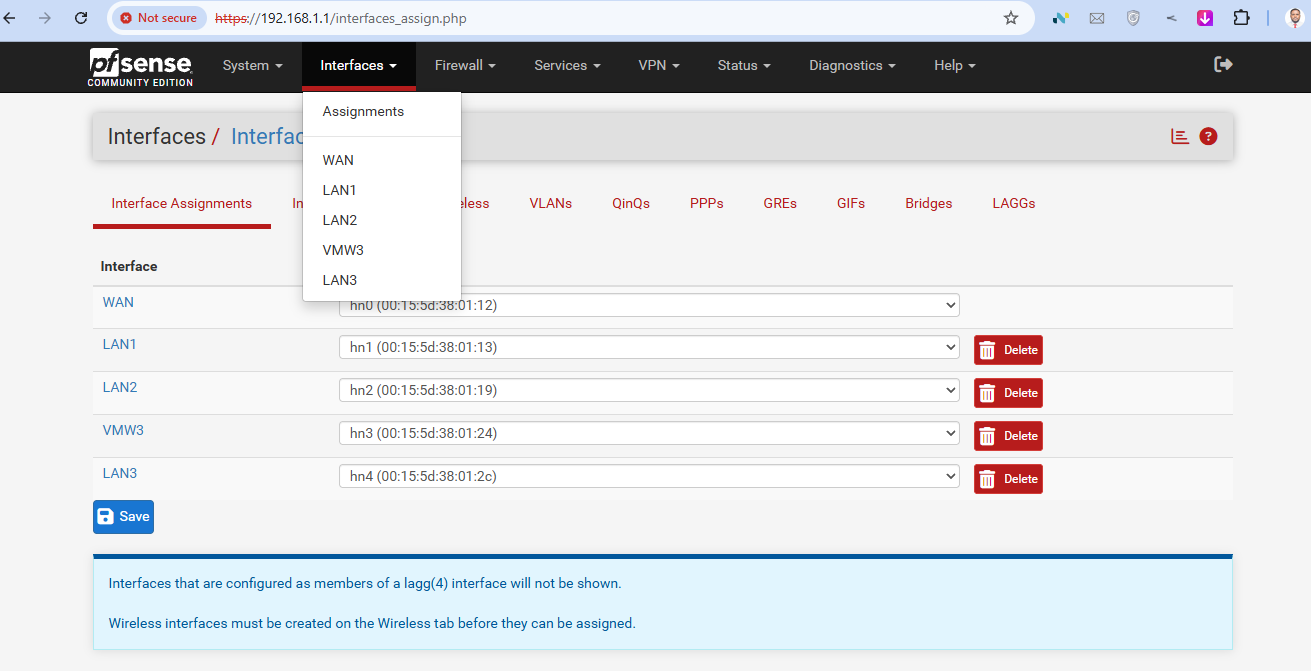 Not secure https://192.168.1.1/interfaces_assign.php
pfsense
COMMUNITY EDITION
System Interfaces Firewall Services VPN Status Diagnostics Help
Assignments
WAN
LAN1
LAN2
VMW3
LAN3
Interfaces / Interfac
Interface Assignments In eless VLANs QinQs PPPs GREs GIFs Bridges LAGGs
Interface
WAN hn0 (00:15:5d:38:01:12)
LAN1 hn1 (00:15:5d:38:01:13) Delete
LAN2 hn2 (00:15:5d:38:01:19) Delete
VMW3 hn3 (00:15:5d:38:01:24) Delete
LAN3 hn4 (00:15:5d:38:01:2c) Delete
Save
Interfaces that are configured as members of a lagg(4) interface will not be shown.
Wireless interfaces must be created on the Wireless tab before they can be assigned.